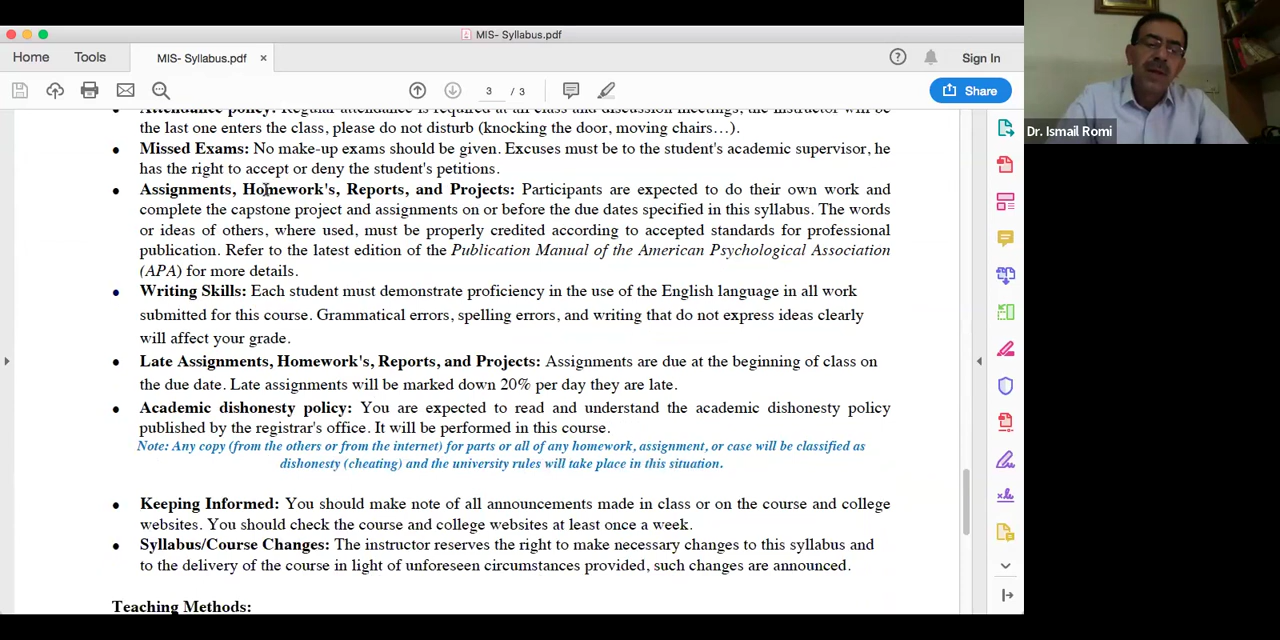 MIS- Syllabus.pdf
Home
Tools
MIS- Syllabus.pdf
×
Sign In
3 / 3
Share
Dr. Ismail Romi
Attendance policy: Regular attendance is required at all class and discussion meetings, the instructor will be
the last one enters the class, please do not disturb (knocking the door, moving chairs…).
• Missed Exams: No make-up exams should be given. Excuses must be to the student's academic supervisor, he
has the right to accept or deny the student's petitions.
• Assignments, Homework's, Reports, and Projects: Participants are expected to do their own work and
complete the capstone project and assignments on or before the due dates specified in this syllabus. The words
or ideas of others, where used, must be properly credited according to accepted standards for professional
publication. Refer to the latest edition of the Publication Manual of the American Psychological Association
(APA) for more details.
• Writing Skills: Each student must demonstrate proficiency in the use of the English language in all work
submitted for this course. Grammatical errors, spelling errors, and writing that do not express ideas clearly
will affect your grade.
• Late Assignments, Homework's, Reports, and Projects: Assignments are due at the beginning of class on
the due date. Late assignments will be marked down 20% per day they are late.
• Academic dishonesty policy: You are expected to read and understand the academic dishonesty policy
published by the registrar's office. It will be performed in this course.
Note: Any copy (from the others or from the internet) for parts or all of any homework, assignment, or case will be classified as
dishonesty (cheating) and the university rules will take place in this situation.
• Keeping Informed: You should make note of all announcements made in class or on the course and college
websites. You should check the course and college websites at least once a week.
• Syllabus/Course Changes: The instructor reserves the right to make necessary changes to this syllabus and
to the delivery of the course in light of unforeseen circumstances provided, such changes are announced.
Teaching Methods: